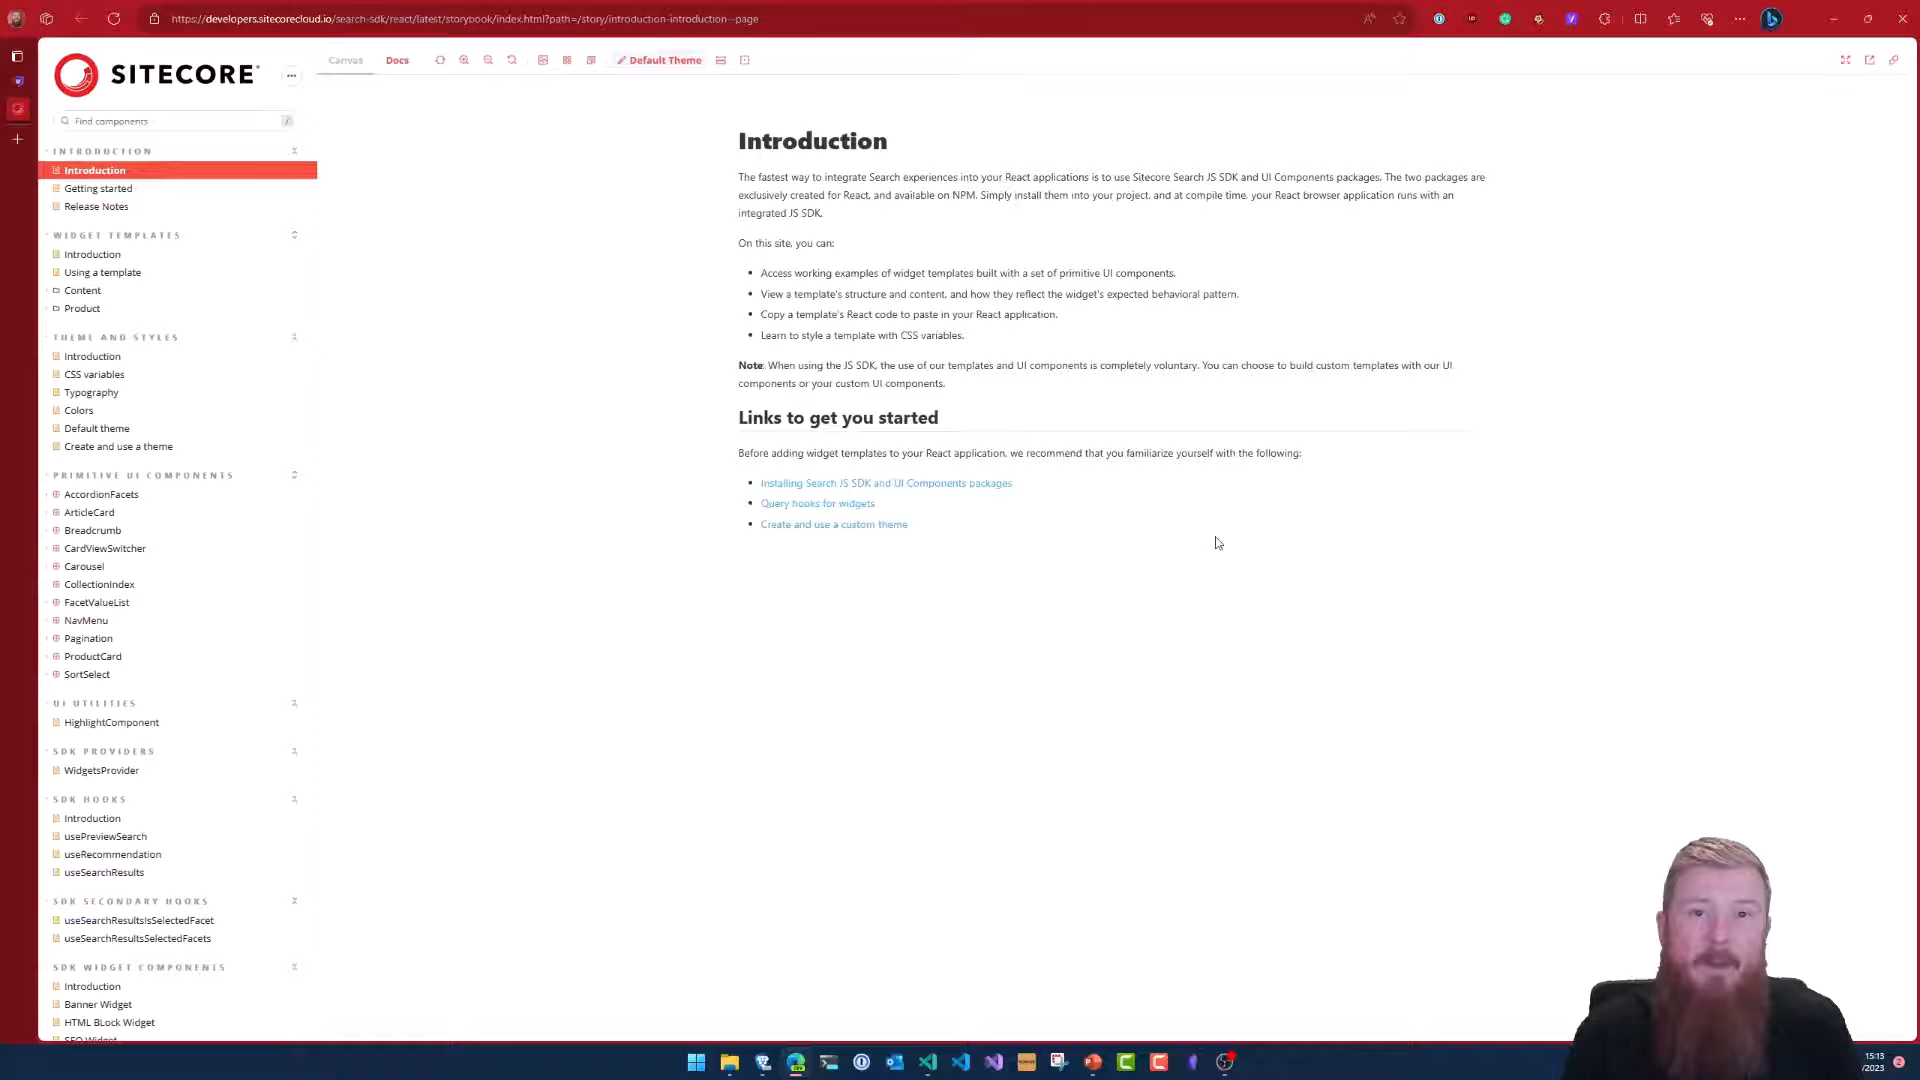 https://developers.sitecorecloud.io/search-sdk/react/latest/storybook/index.html?path=/story/introduction-introduction--page
SITECORE
Canvas
Docs
Default Theme
Find components
/
INTRODUCTION
Introduction
Getting started
Release Notes
WIDGET TEMPLATES
Introduction
Using a template
Content
Product
THEME AND STYLES
Introduction
CSS variables
Typography
Colors
Default theme
Create and use a theme
PRIMITIVE UI COMPONENTS
AccordionFacets
ArticleCard
Breadcrumb
CardViewSwitcher
Carousel
CollectionIndex
FacetValueList
NavMenu
Pagination
ProductCard
SortSelect
UI UTILITIES
HighlightComponent
SDK PROVIDERS
WidgetsProvider
SDK HOOKS
Introduction
usePreviewSearch
useRecommendation
useSearchResults
SDK SECONDARY HOOKS
useSearchResultsIsSelectedFacet
useSearchResultsSelectedFacets
SDK WIDGET COMPONENTS
Introduction
Banner Widget
HTML BLock Widget
SEO Widget
Introduction
The fastest way to integrate Search experiences into your React applications is to use Sitecore Search JS SDK and UI Components packages. The two packages are
exclusively created for React, and available on NPM. Simply install them into your project, and at compile time, your React browser application runs with an
integrated JS SDK.
On this site, you can:
Access working examples of widget templates built with a set of primitive UI components.
View a template's structure and content, and how they reflect the widget's expected behavioral pattern.
Copy a template's React code to paste in your React application.
Learn to style a template with CSS variables.
Note: When using the JS SDK, the use of our templates and UI components is completely voluntary. You can choose to build custom templates with our UI
components or your custom UI components.
Links to get you started
Before adding widget templates to your React application, we recommend that you familiarize yourself with the following:
Installing Search JS SDK and UI Components packages
Query hooks for widgets
Create and use a custom theme
15:13
/2023
2